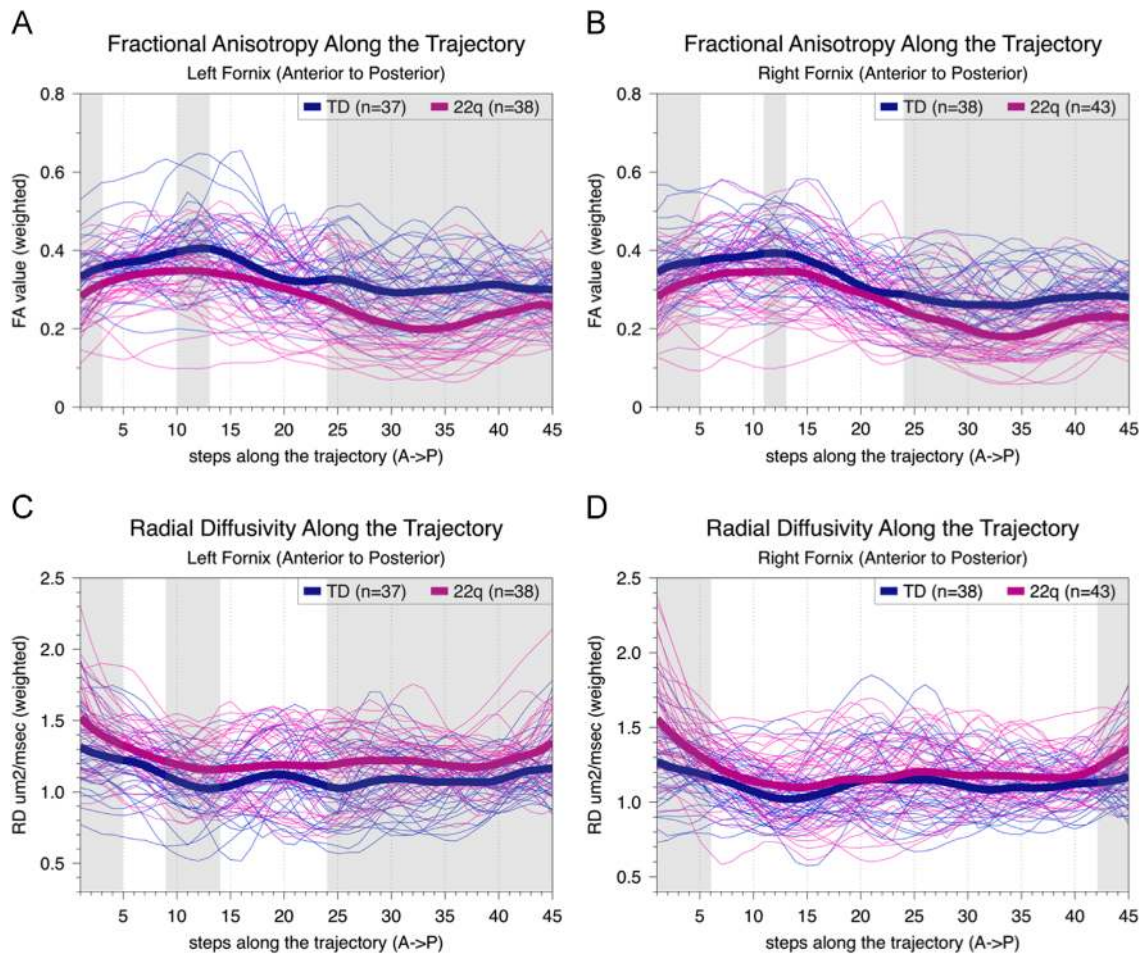 A
Fractional Anisotropy Along the Trajectory
Left Fornix (Anterior to Posterior)
TD (n=37) 22q (n=38)
FA value (weighted)
0.8
0.6
0.4
0.2
0
5 10 15 20 25 30 35 40 45
steps along the trajectory (A->P)
B
Fractional Anisotropy Along the Trajectory
Right Fornix (Anterior to Posterior)
TD (n=38) 22q (n=43)
FA value (weighted)
0.8
0.6
0.4
0.2
0
5 10 15 20 25 30 35 40 45
steps along the trajectory (A->P)
C
Radial Diffusivity Along the Trajectory
Left Fornix (Anterior to Posterior)
TD (n=37) 22q (n=38)
RD um2/msec (weighted)
2.5
2.0
1.5
1.0
0.5
5 10 15 20 25 30 35 40 45
steps along the trajectory (A->P)
D
Radial Diffusivity Along the Trajectory
Right Fornix (Anterior to Posterior)
TD (n=38) 22q (n=43)
RD um2/msec (weighted)
2.5
2.0
1.5
1.0
0.5
5 10 15 20 25 30 35 40 45
steps along the trajectory (A->P)